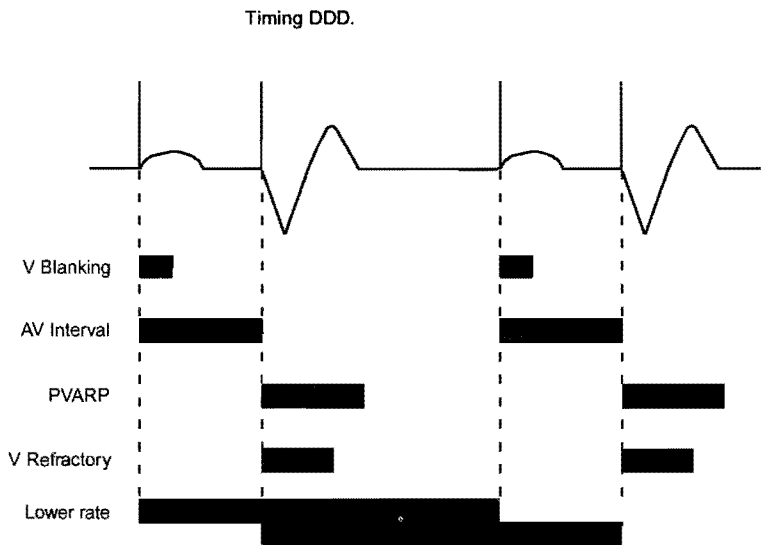 Timing DDD.
V Blanking
AV Interval
PVARP
V Refractory
Lower rate